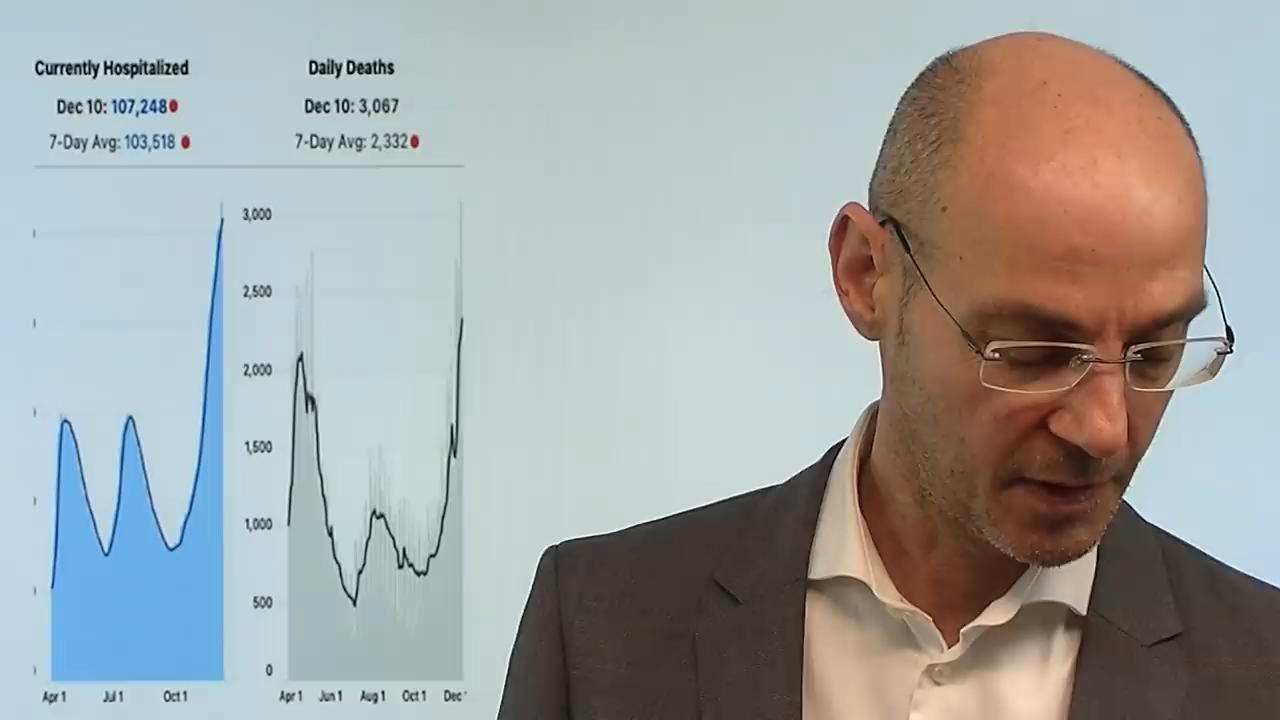 Currently Hospitalized
Dec 10: 107,248
7-Day Avg: 103,518
Apr 1 Jul 1 Oct 1
Daily Deaths
Dec 10: 3,067
7-Day Avg: 2,332
3,000
2,500
2,000
1,500
1,000
500
0
Apr 1 Jun 1 Aug 1 Oct 1 Dec